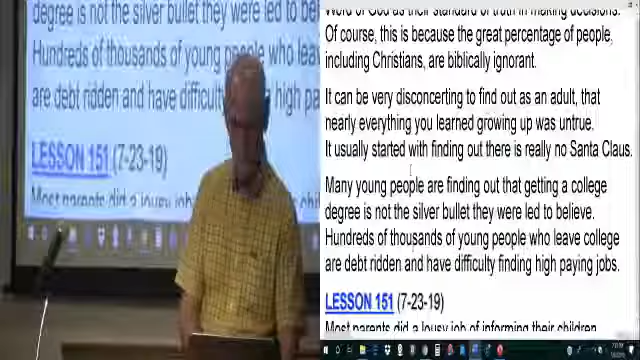 degree is not the silver bullet they were led to
Hundreds of thousands of young people who
are debt ridden and have difficulty high
LESSON 151 (7-23-19)
Most parents did a lousy
Word of God as their standard of truth in making decisions.
Of course, this is because the great percentage of people,
including Christians, are biblically ignorant.
It can be very disconcerting to find out as an adult, that
nearly everything you learned growing up was untrue.
It usually started with finding out there is really no Santa Claus.
Many young people are finding out that getting a college
degree is not the silver bullet they were led to believe.
Hundreds of thousands of young people who leave college
are debt ridden and have difficulty finding high paying jobs.
LESSON 151 (7-23-19)
Most parents did a lousy job of informing their children